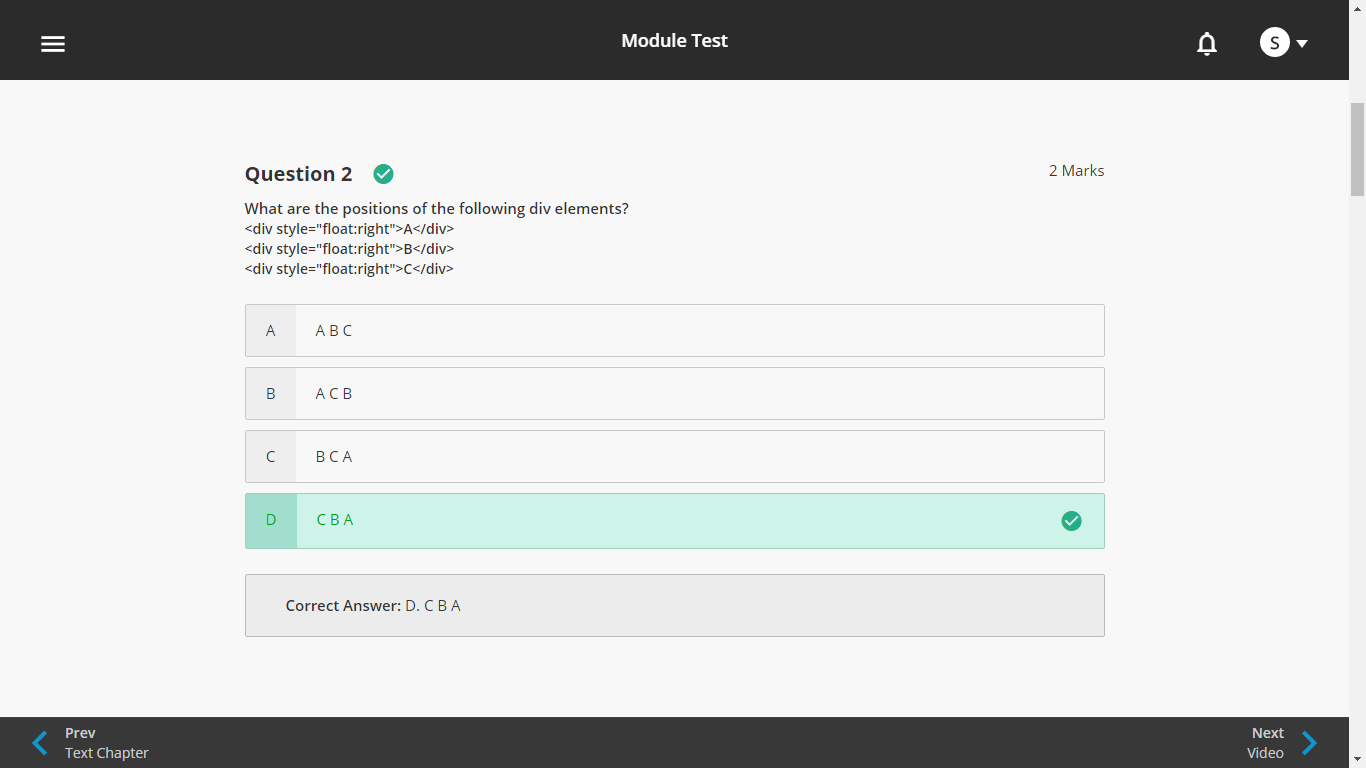 Module Test
S
Question 2
2 Marks
What are the positions of the following div elements?
<div style="float:right">A</div>
<div style="float:right">B</div>
<div style="float:right">C</div>
A A B C
B A C B
C B C A
D C B A
Correct Answer: D. C B A
Prev
Text Chapter
Next
Video